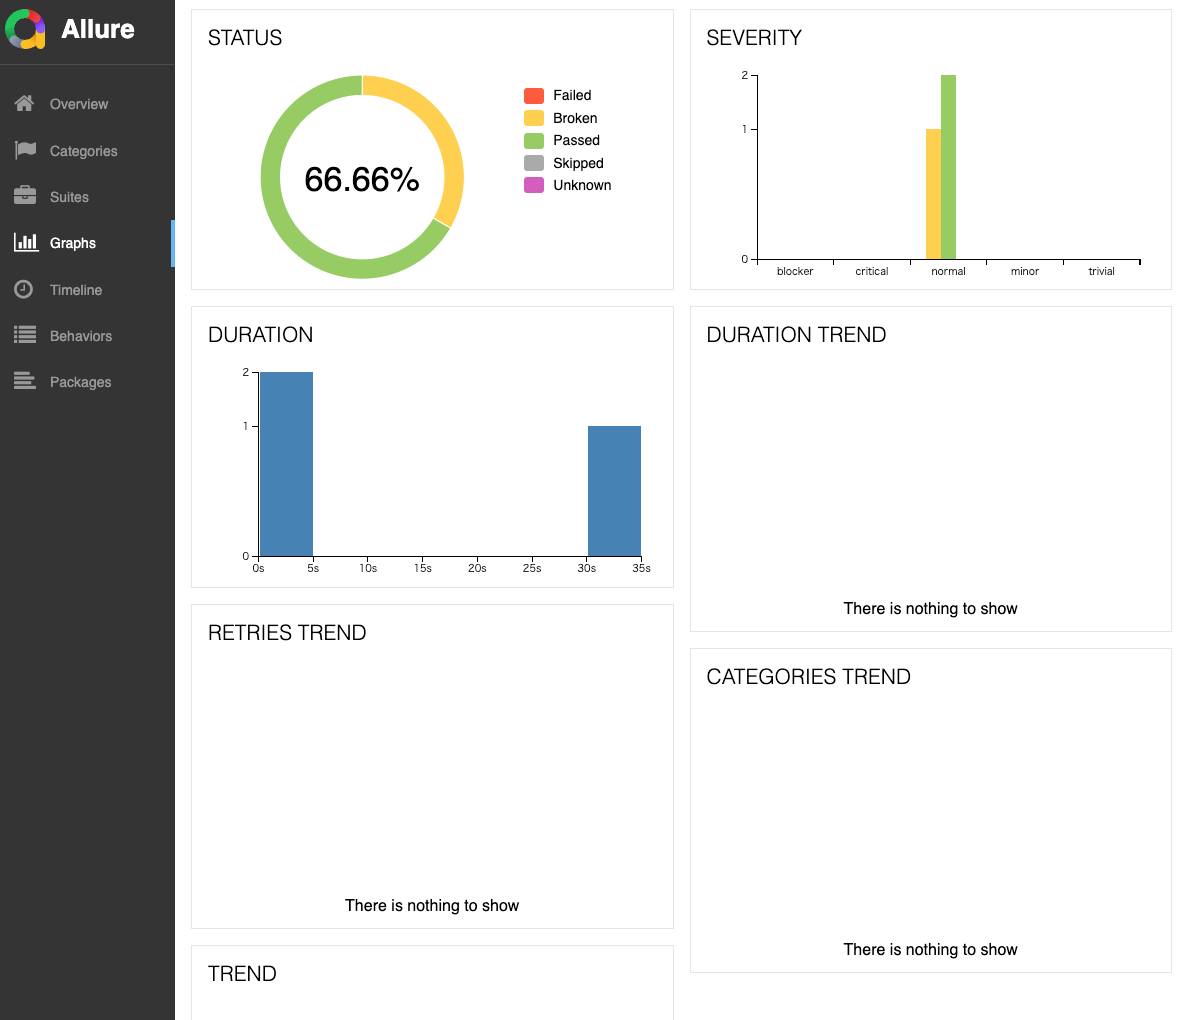 Allure
Overview
Categories
Suites
Graphs
Timeline
Behaviors
Packages
STATUS
66.66%
Failed
Broken
Passed
Skipped
Unknown
SEVERITY
2
1
0
blocker critical normal minor trivial
DURATION
2
1
0
0s 5s 10s 15s 20s 25s 30s 35s
DURATION TREND
There is nothing to show
RETRIES TREND
There is nothing to show
CATEGORIES TREND
There is nothing to show
TREND